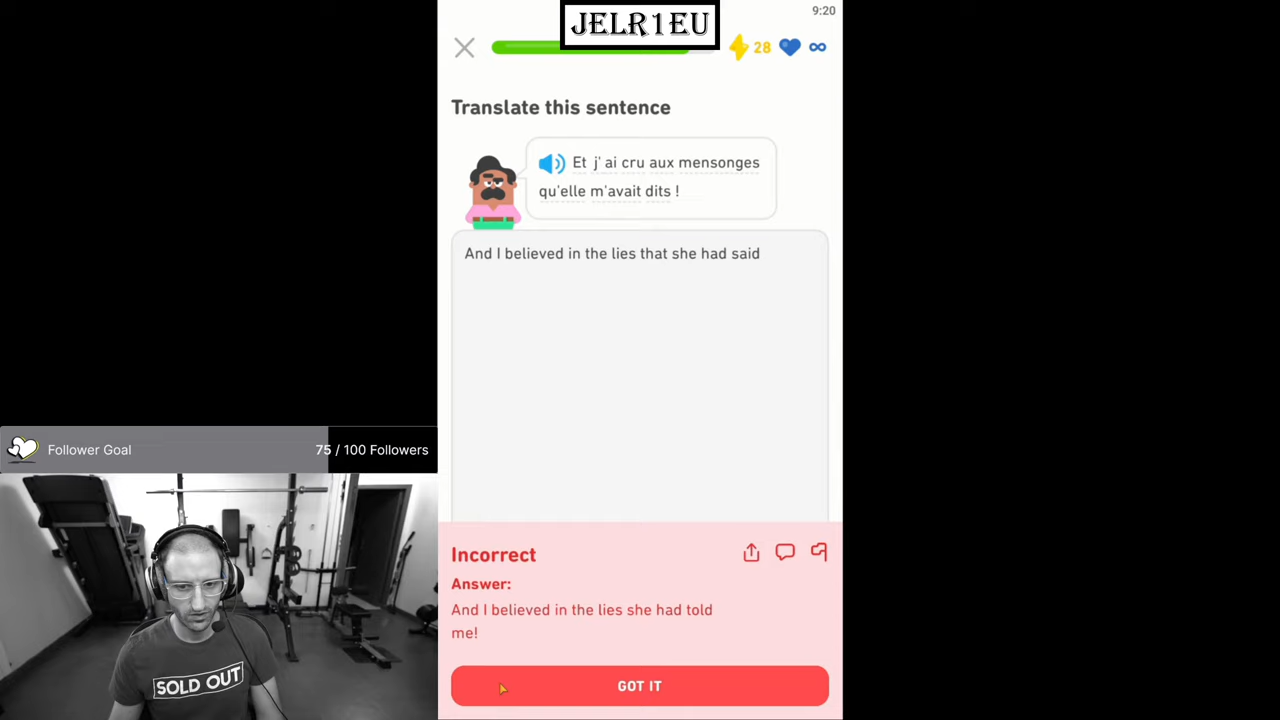 JELR1EU
9:20
28
Translate this sentence
Et j'ai cru aux mensonges
qu'elle m'avait dits !
And I believed in the lies that she had said
Follower Goal
75 / 100 Followers
SOLD OUT
Incorrect
Answer:
And I believed in the lies she had told
me!
GOT IT